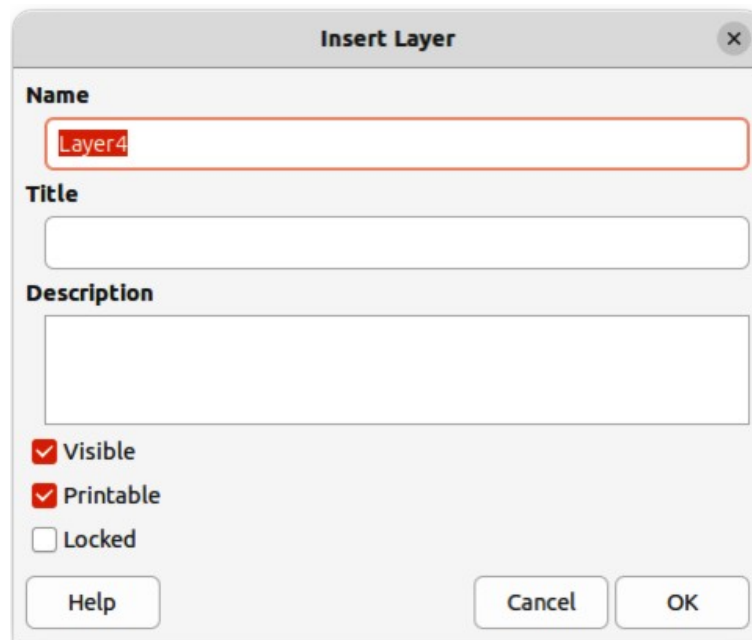 Insert Layer
Name
Layer4
Title
Description
Visible
Printable
Locked
Help Cancel OK